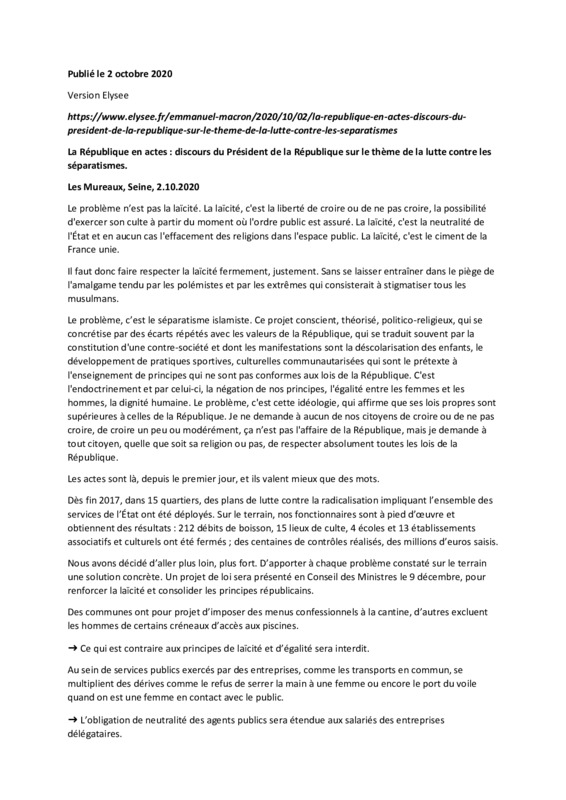 Publié le 2 octobre 2020
Version Elysee
https://www.elysee.fr/emmanuel-macron/2020/10/02/la-republique-en-actes-discours-du-
president-de-la-republique-sur-le-theme-de-la-lutte-contre-les-separatismes
La République en actes : discours du Président de la République sur le thème de la lutte contre les
séparatismes.
Les Mureaux, Seine, 2.10.2020
Le problème n’est pas la laïcité. La laïcité, c'est la liberté de croire ou de ne pas croire, la possibilité
d'exercer son culte à partir du moment où l'ordre public est assuré. La laïcité, c'est la neutralité de
l'État et en aucun cas l'effacement des religions dans l'espace public. La laïcité, c'est le ciment de la
France unie.
Il faut donc faire respecter la laïcité fermement, justement. Sans se laisser entraîner dans le piège de
l'amalgame tendu par les polémistes et par les extrêmes qui consisterait à stigmatiser tous les
musulmans.
Le problème, c’est le séparatisme islamiste. Ce projet conscient, théorisé, politico-religieux, qui se
concrétise par des écarts répétés avec les valeurs de la République, qui se traduit souvent par la
constitution d'une contre-société et dont les manifestations sont la déscolarisation des enfants, le
développement de pratiques sportives, culturelles communautarisées qui sont le prétexte à
l'enseignement de principes qui ne sont pas conformes aux lois de la République. C'est
l'endoctrinement et par celui-ci, la négation de nos principes, l'égalité entre les femmes et les
hommes, la dignité humaine. Le problème, c'est cette idéologie, qui affirme que ses lois propres sont
supérieures à celles de la République. Je ne demande à aucun de nos citoyens de croire ou de ne pas
croire, de croire un peu ou modérément, ça n’est pas l'affaire de la République, mais je demande à
tout citoyen, quelle que soit sa religion ou pas, de respecter absolument toutes les lois de la
République.
Les actes sont là, depuis le premier jour, et ils valent mieux que des mots.
Dès fin 2017, dans 15 quartiers, des plans de lutte contre la radicalisation impliquant l’ensemble des
services de l’État ont été déployés. Sur le terrain, nos fonctionnaires sont à pied d’œuvre et
obtiennent des résultats : 212 débits de boisson, 15 lieux de culte, 4 écoles et 13 établissements
associatifs et culturels ont été fermés ; des centaines de contrôles réalisés, des millions d’euros saisis.
Nous avons décidé d’aller plus loin, plus fort. D’apporter à chaque problème constaté sur le terrain
une solution concrète. Un projet de loi sera présenté en Conseil des Ministres le 9 décembre, pour
renforcer la laïcité et consolider les principes républicains.
Des communes ont pour projet d’imposer des menus confessionnels à la cantine, d’autres excluent
les hommes de certains créneaux d’accès aux piscines.
➜ Ce qui est contraire aux principes de laïcité et d’égalité sera interdit.
Au sein de services publics exercés par des entreprises, comme les transports en commun, se
multiplient des dérives comme le refus de serrer la main à une femme ou encore le port du voile
quand on est une femme en contact avec le public.
➜ L’obligation de neutralité des agents publics sera étendue aux salariés des entreprises
délégataires.